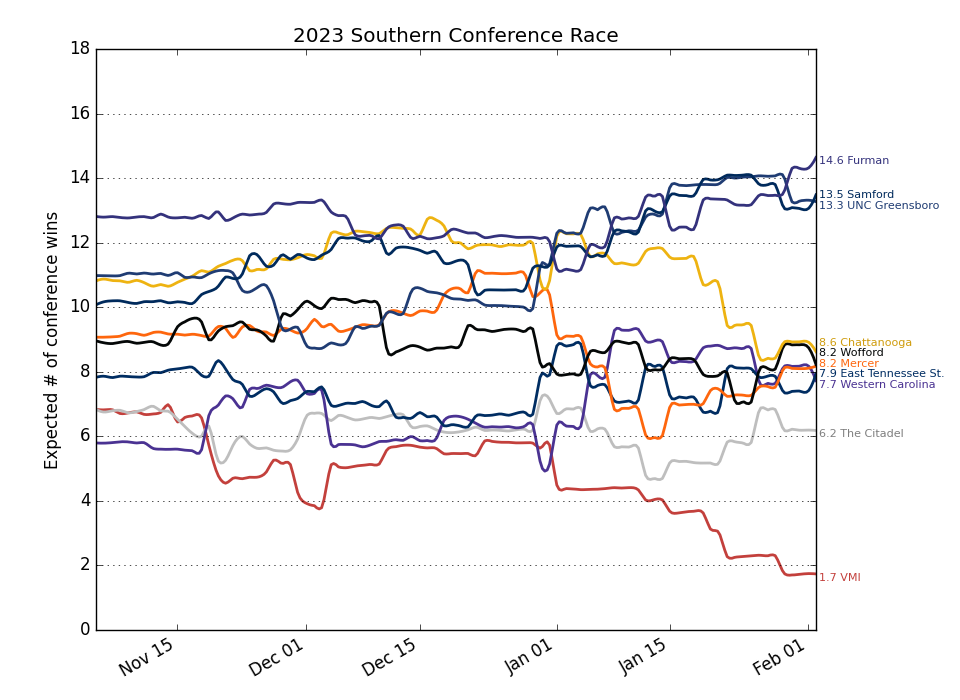 2023 Southern Conference Race
Expected # of conference wins
18
16
14
12
10
8
6
4
2
0
Nov 15
Dec 01
Dec 15
Jan 01
Jan 15
Feb 01
14.6 Furman
13.5 Samford
13.3 UNC Greensboro
8.6 Chattanooga
8.2 Wofford
8.2 Mercer
7.9 East Tennessee St.
7.7 Western Carolina
6.2 The Citadel
1.7 VMI